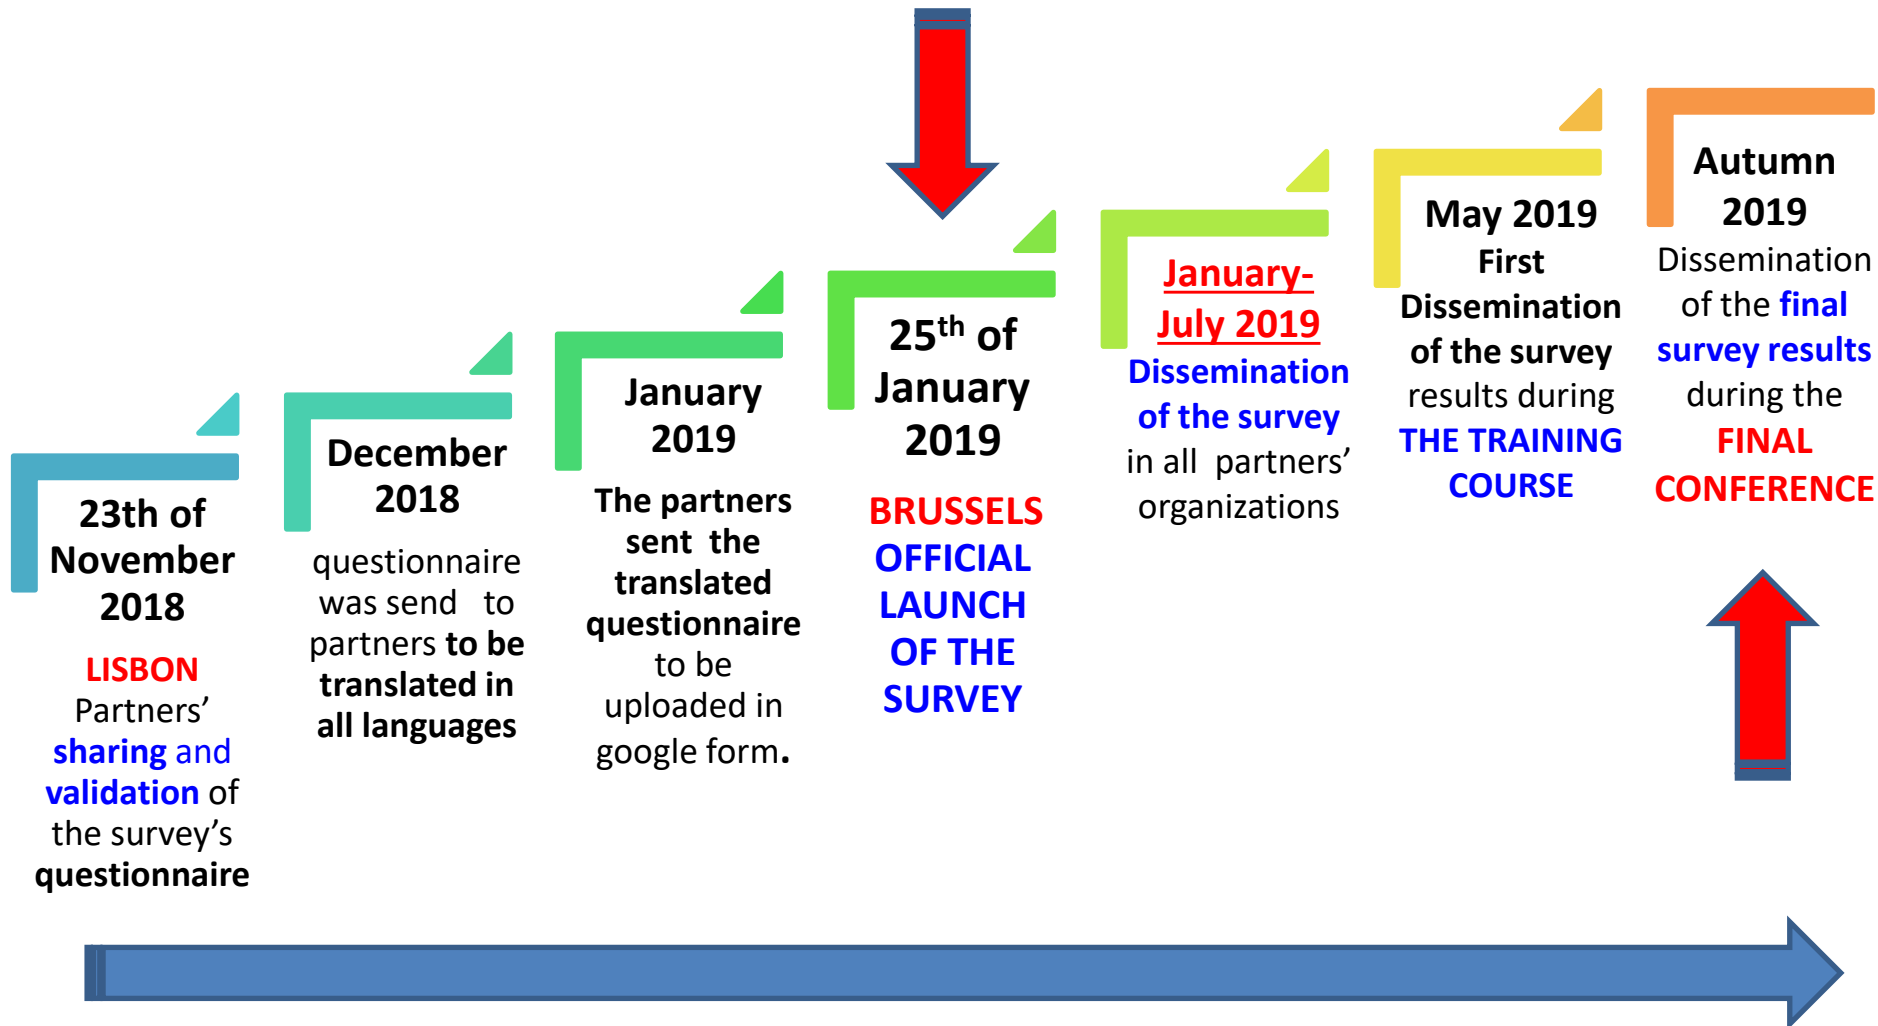 23th of
November
2018
LISBON
Partners’
sharing and
validation of
the survey’s
questionnaire
December
2018
questionnaire
was send to
partners to be
translated in
all languages
January
2019
The partners
sent the
translated
questionnaire
to be
uploaded in
google form.
25th of
January
2019
BRUSSELS
OFFICIAL
LAUNCH
OF THE
SURVEY
January-
July 2019
Dissemination
of the survey
in all partners’
organizations
May 2019
First
Dissemination
of the survey
results during
THE TRAINING
COURSE
Autumn
2019
Dissemination
of the final
survey results
during the
FINAL
CONFERENCE